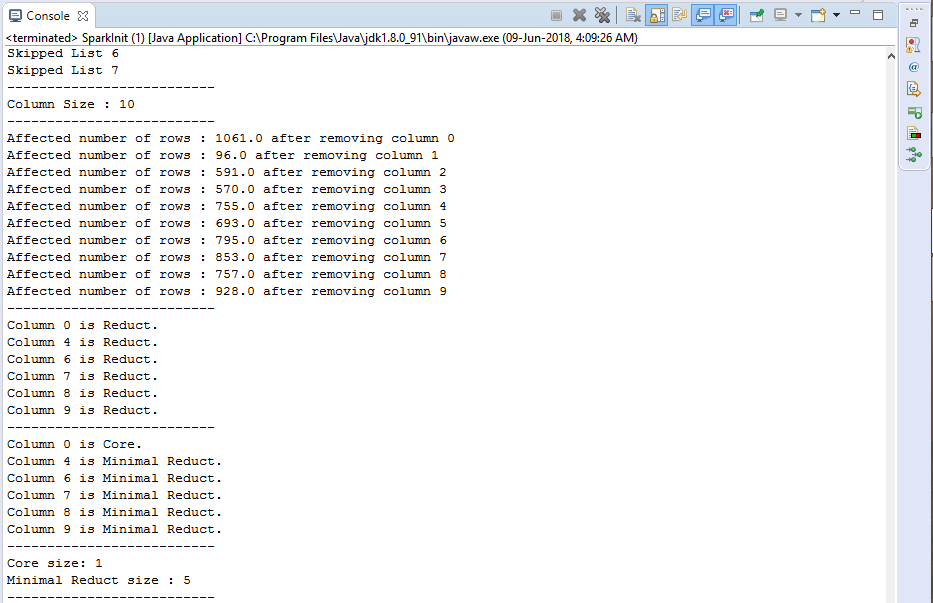 Console
<terminated> SparkInit (1) [Java Application] C:\Program Files\Java\jdk1.8.0_91\bin\javaw.exe (09-Jun-2018, 4:09:26 AM)
Skipped List 6
Skipped List 7
--------------------------
Column Size : 10
--------------------------
Affected number of rows : 1061.0 after removing column 0
Affected number of rows : 96.0 after removing column 1
Affected number of rows : 591.0 after removing column 2
Affected number of rows : 570.0 after removing column 3
Affected number of rows : 755.0 after removing column 4
Affected number of rows : 693.0 after removing column 5
Affected number of rows : 795.0 after removing column 6
Affected number of rows : 853.0 after removing column 7
Affected number of rows : 757.0 after removing column 8
Affected number of rows : 928.0 after removing column 9
--------------------------
Column 0 is Reduct.
Column 4 is Reduct.
Column 6 is Reduct.
Column 7 is Reduct.
Column 8 is Reduct.
Column 9 is Reduct.
--------------------------
Column 0 is Core.
Column 4 is Minimal Reduct.
Column 6 is Minimal Reduct.
Column 7 is Minimal Reduct.
Column 8 is Minimal Reduct.
Column 9 is Minimal Reduct.
--------------------------
Core size: 1
Minimal Reduct size : 5
--------------------------